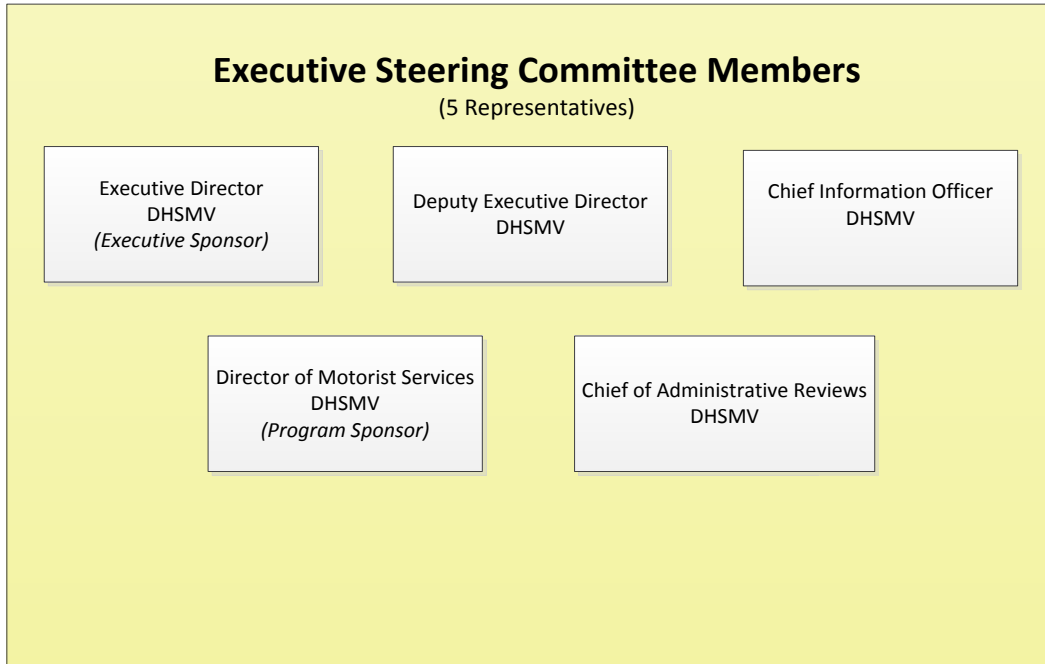 Executive Steering Committee Members
(5 Representatives)
Executive Director
DHSMV
(Executive Sponsor)
Deputy Executive Director
DHSMV
Chief Information Officer
DHSMV
Director of Motorist Services
DHSMV
(Program Sponsor)
Chief of Administrative Reviews
DHSMV